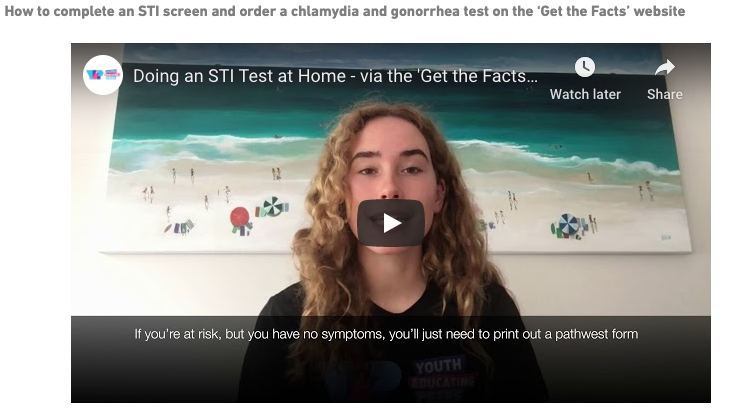 How to complete an STI screen and order a chlamydia and gonorrhea test on the ‘Get the Facts’ website
Doing an STI Test at Home - via the 'Get the Facts...
Watch later
Share
If you're at risk, but you have no symptoms, you'll just need to print out a pathwest form
YOUTH
EDUCATING